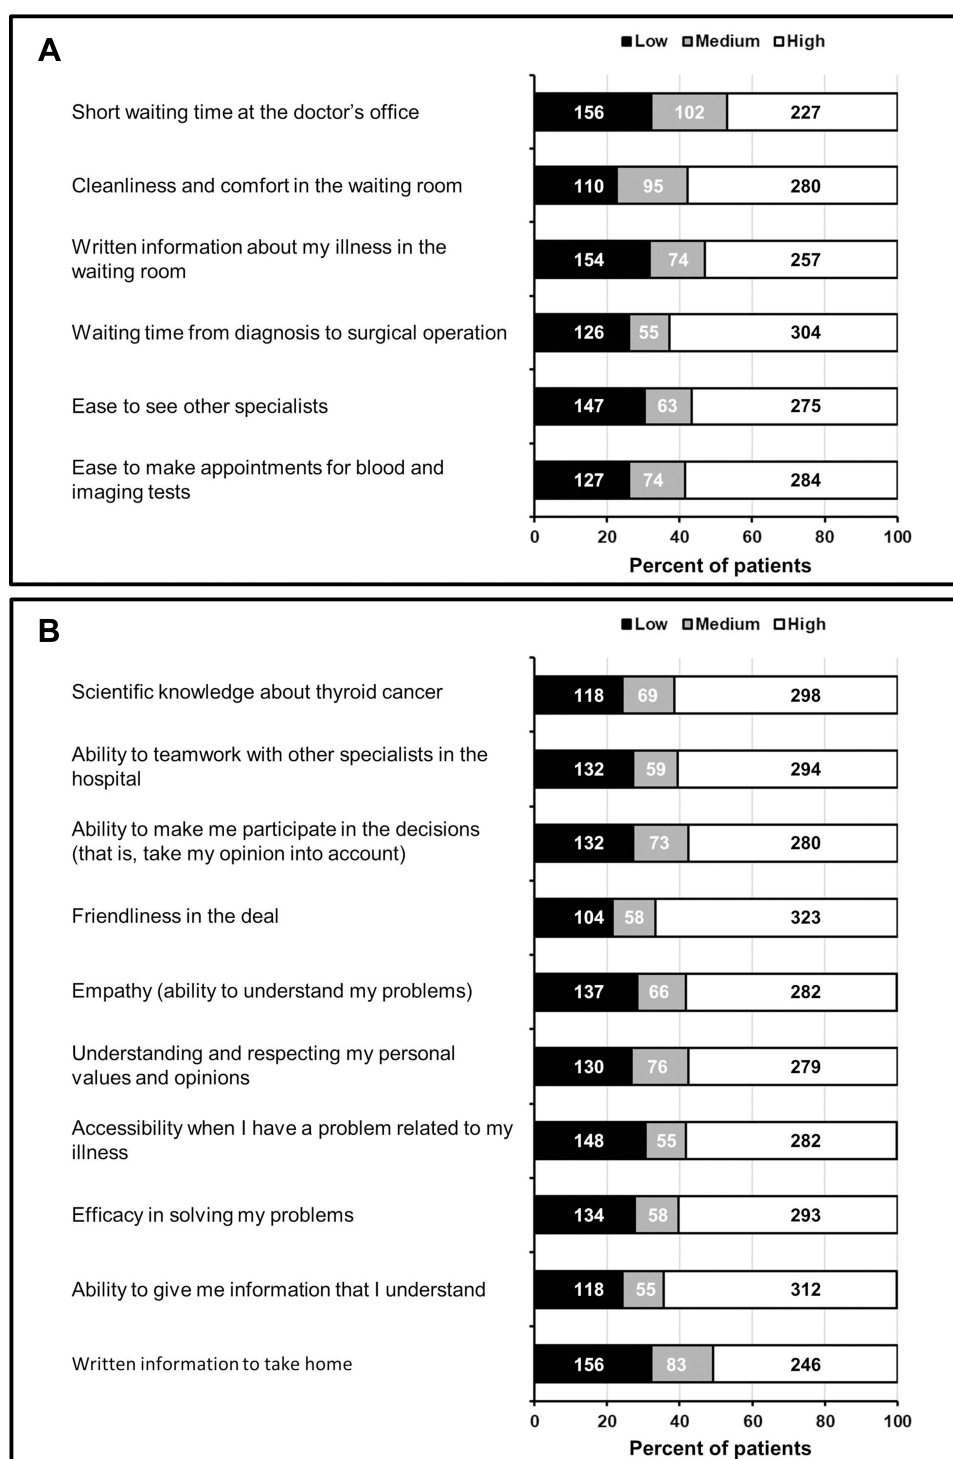 A
Low Medium High
Short waiting time at the doctor’s office
156 102 227
Cleanliness and comfort in the waiting room
110 95 280
Written information about my illness in the
waiting room
154 74 257
Waiting time from diagnosis to surgical operation
126 55 304
Ease to see other specialists
147 63 275
Ease to make appointments for blood and
imaging tests
127 74 284
0 20 40 60 80 100
Percent of patients
B
Low Medium High
Scientific knowledge about thyroid cancer
118 69 298
Ability to teamwork with other specialists in the
hospital
132 59 294
Ability to make me participate in the decisions
(that is, take my opinion into account)
132 73 280
Friendliness in the deal
104 58 323
Empathy (ability to understand my problems)
137 66 282
Understanding and respecting my personal
values and opinions
130 76 279
Accessibility when I have a problem related to my
illness
148 55 282
Efficacy in solving my problems
134 58 293
Ability to give me information that I understand
118 55 312
Written information to take home
156 83 246
0 20 40 60 80 100
Percent of patients